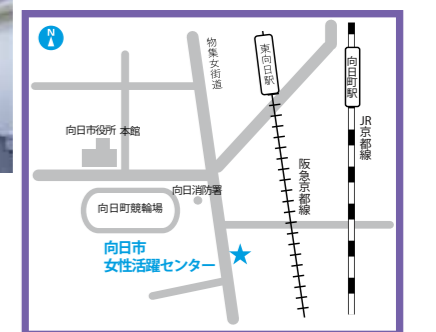 N
物集女街道
東向日駅
向日町駅
向日市役所 本館
JR京都線
阪急京都線
向日消防署
向日町競輪場
向日市
女性活躍センター